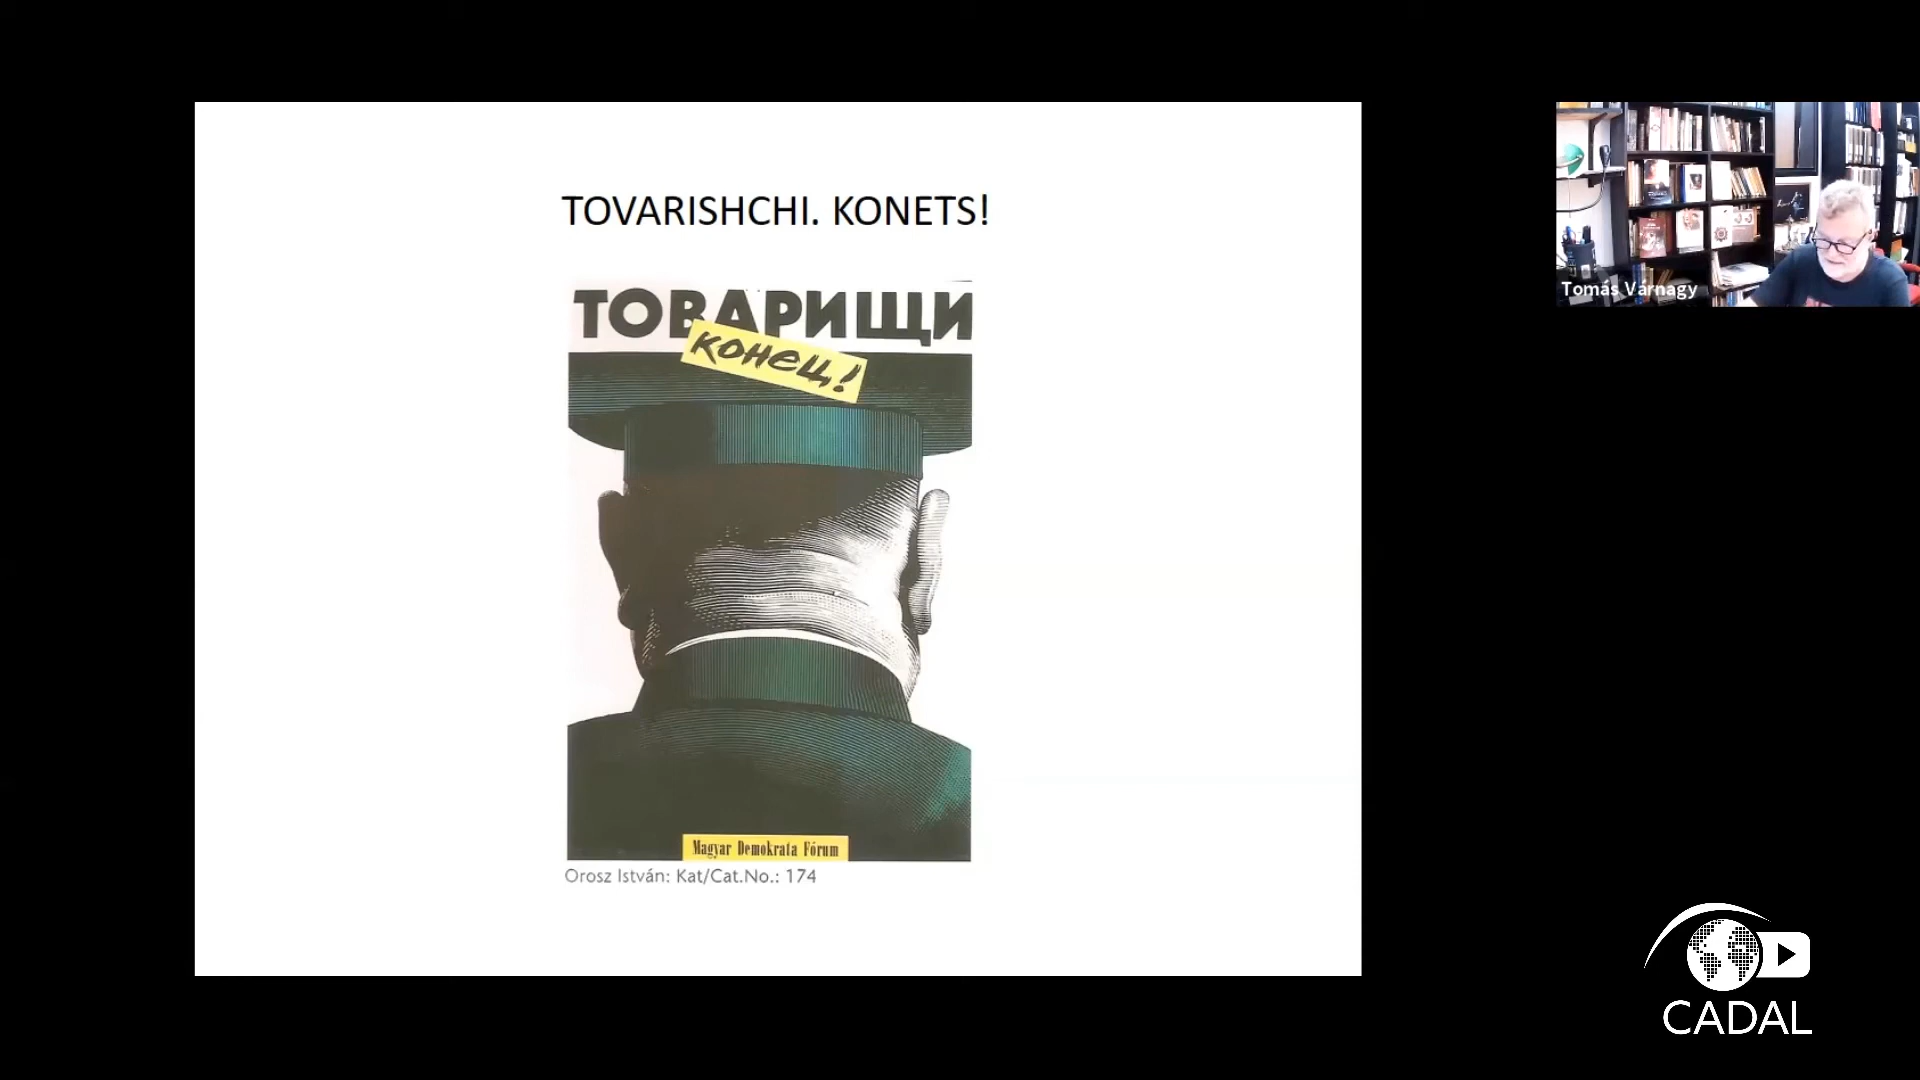 TOVARISHCHI. KONETS!
ТОВАРИЩИ
конец!
Magyar Demokrata Fórum
Orosz István: Kat/Cat.No.: 174
Tomás Várnagy
CADAL